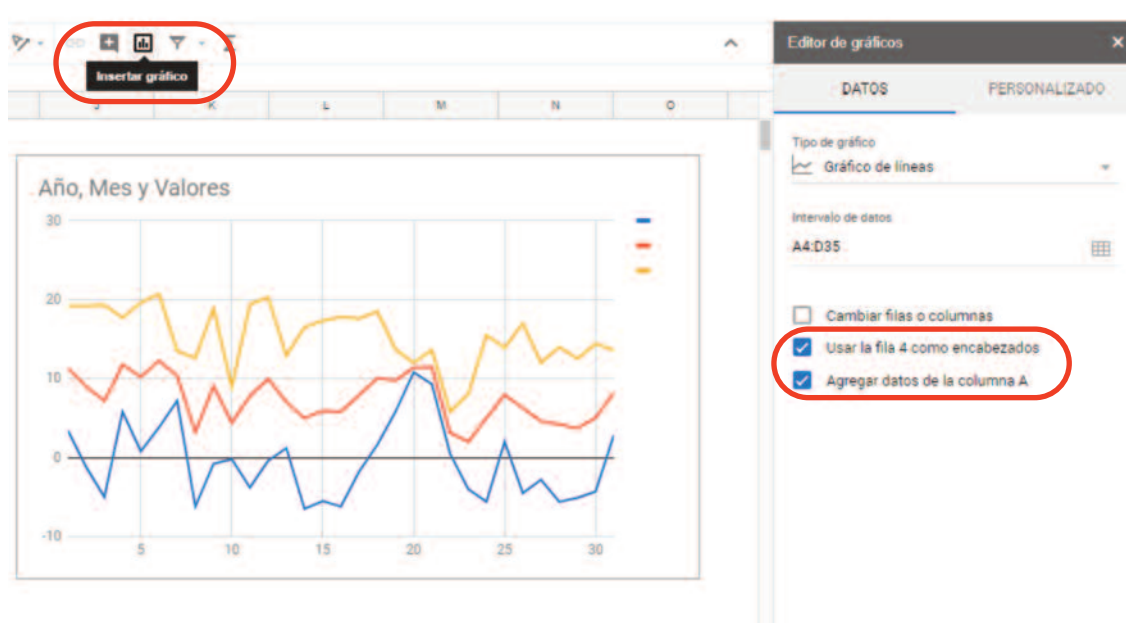 Insertar gráfico
J K L M N O
Año, Mes y Valores
30
20
10
0
-10
5 10 15 20 25 30
Editor de gráficos
DATOS PERSONALIZADO
Tipo de gráfico
Gráfico de líneas
Intervalo de datos
A4:D35
Cambiar filas o columnas
Usar la fila 4 como encabezados
Agregar datos de la columna A